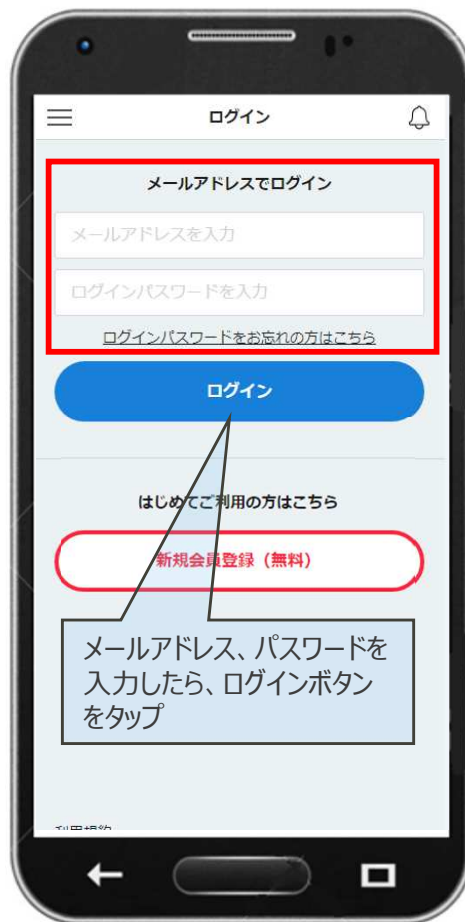 ログイン
メールアドレスでログイン
メールアドレスを入力
ログインパスワードを入力
ログインパスワードをお忘れの方はこちら
ログイン
はじめてご利用の方はこちら
新規会員登録（無料）
メールアドレス、パスワードを
入力したら、ログインボタン
をタップ
利用規約